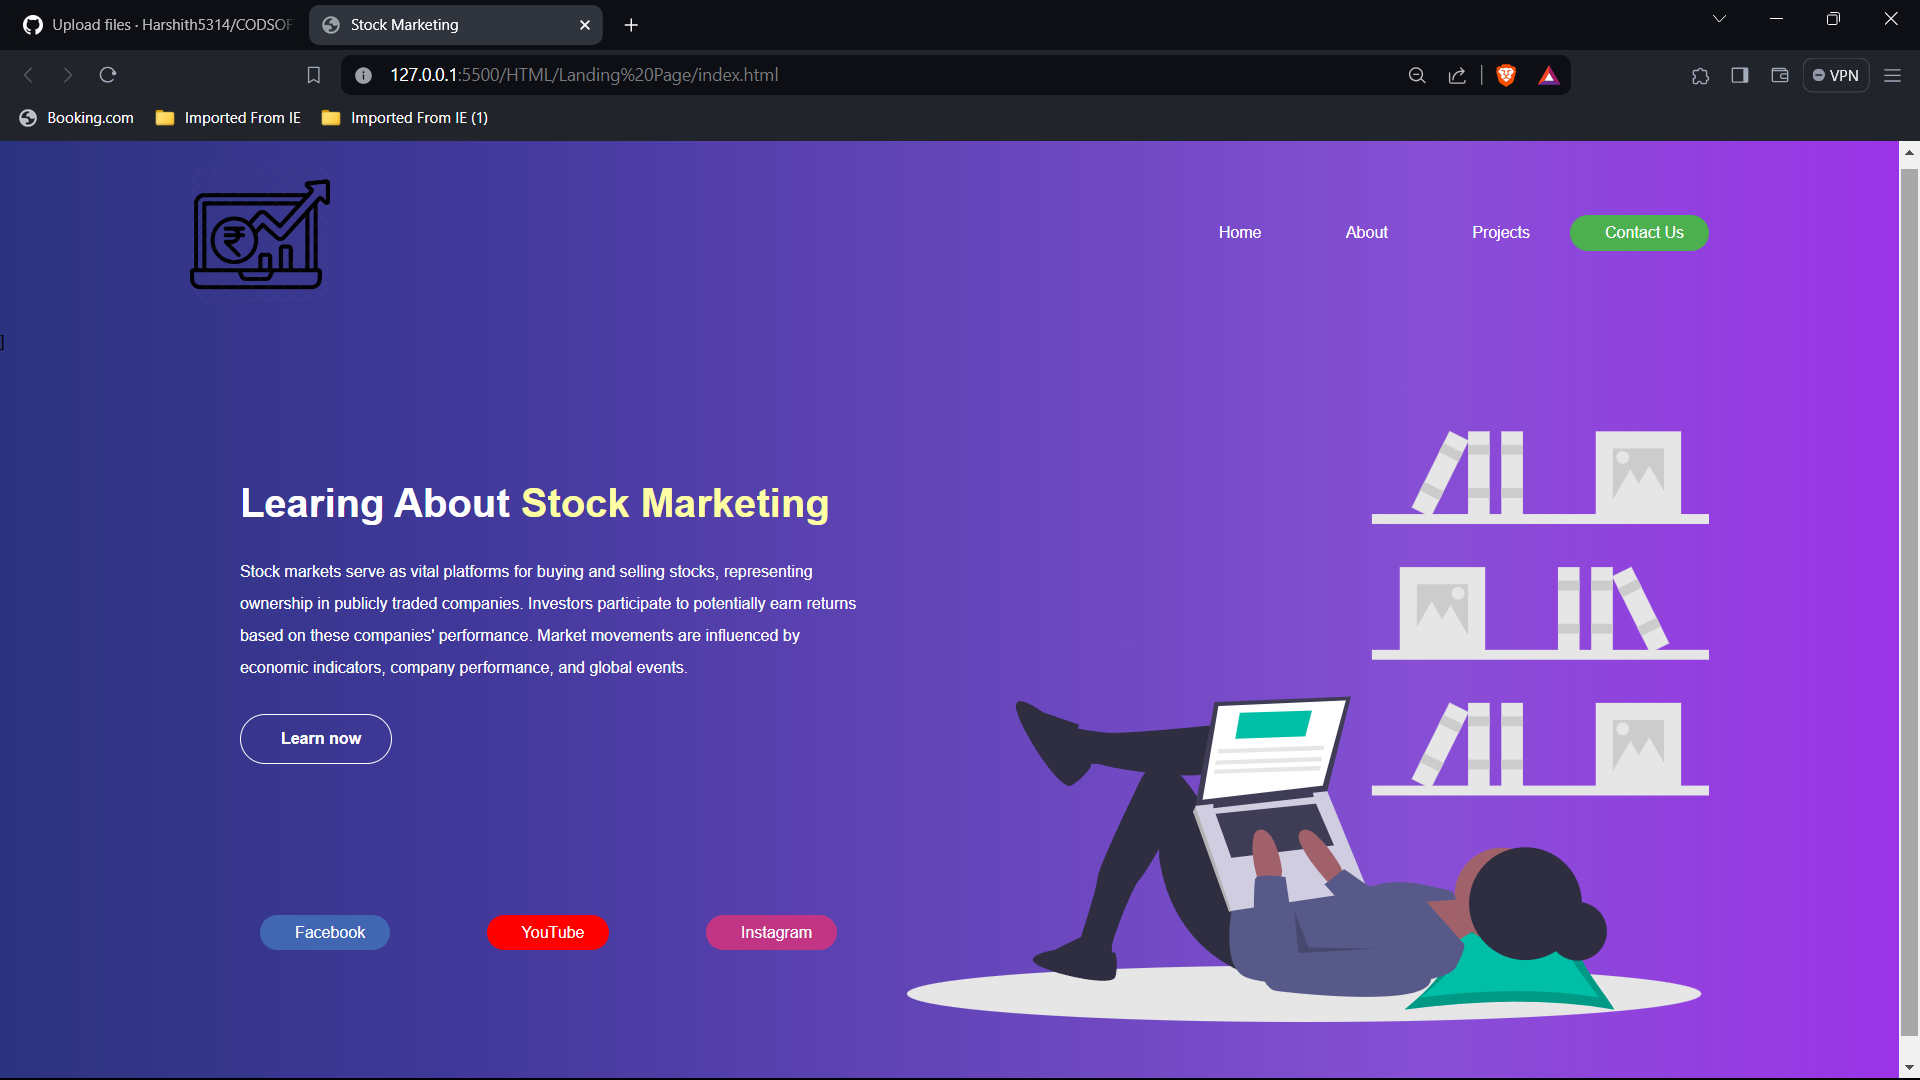 Upload files · Harshith5314/CODSOF
Stock Marketing
127.0.0.1:5500/HTML/Landing%20Page/index.html
VPN
Booking.com
Imported From IE
Imported From IE (1)
₹
Home
About
Projects
Contact Us
]
Learing About Stock Marketing
Stock markets serve as vital platforms for buying and selling stocks, representing
ownership in publicly traded companies. Investors participate to potentially earn returns
based on these companies' performance. Market movements are influenced by
economic indicators, company performance, and global events.
Learn now
Facebook
YouTube
Instagram